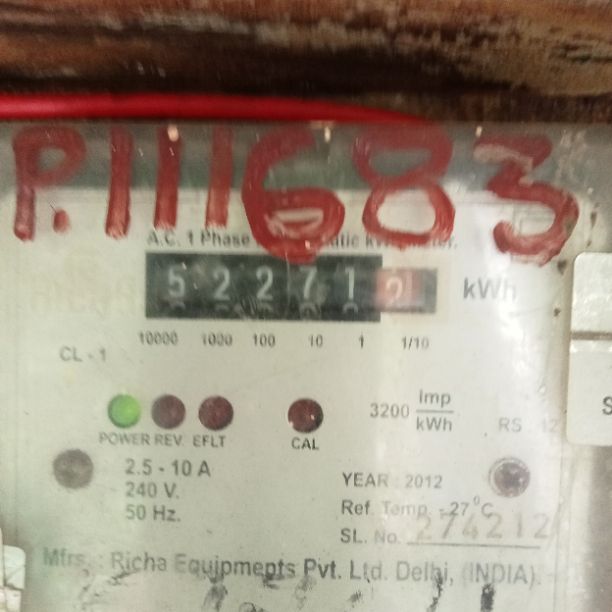 P.111683
A.C. 1 Phase
5 2 2 7 1 kWh
10000 1000 100 10 1 1/10
CL - 1
3200 Imp/kWh
POWER REV EFLT
CAL
RS
2.5 - 10 A
240 V.
50 Hz.
YEAR : 2012
Ref. Temp. -27°C
SL. No. 274212
Mfrs. : Richa Equipments Pvt. Ltd. Delhi, (INDIA).
S